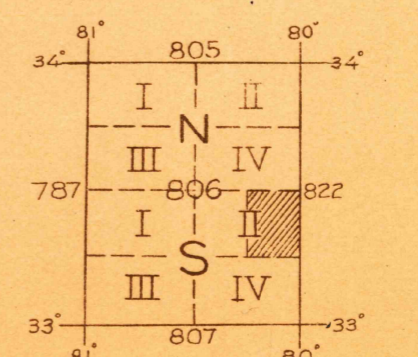 81° 80°
805
34° 34°
I II
N
III IV
787 806 822
I II
S
III IV
33° 33°
807
81° 80°